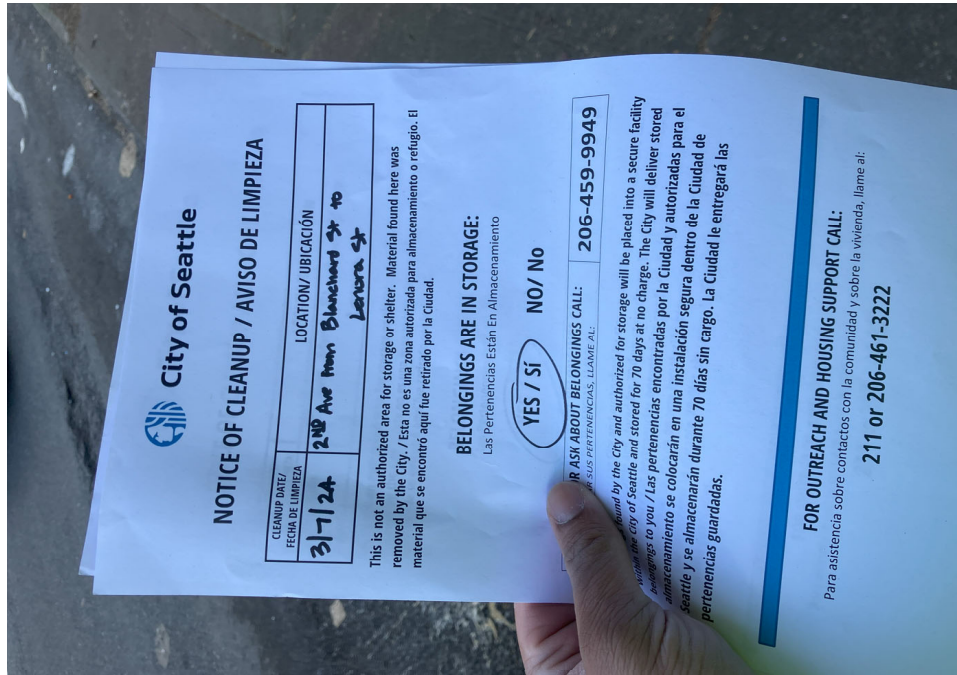 City of Seattle
NOTICE OF CLEANUP / AVISO DE LIMPIEZA
CLEANUP DATE/
FECHA DE LIMPIEZA
LOCATION/ UBICACIÓN
3/7/24
2ND Ave from Blanchard St to
Lenora St
This is not an authorized area for storage or shelter. Material found here was
removed by the City. / Esta no es una zona autorizada para almacenamiento o refugio. El
material que se encontró aquí fue retirado por la Ciudad.
BELONGINGS ARE IN STORAGE:
Las Pertenencias Están En Almacenamiento
YES / Sí NO/ No
R ASK ABOUT BELONGINGS CALL:
R SUS PERTENENCIAS, LLAME AL:
206-459-9949
found by the City and authorized for storage will be placed into a secure facility
within the City of Seattle and stored for 70 days at no charge. The City will deliver stored
belongings to you / Las pertenencias encontradas por la Ciudad y autorizadas para el
almacenamiento se colocarán en una instalación segura dentro de la Ciudad de
Seattle y se almacenarán durante 70 días sin cargo. La Ciudad le entregará las
pertenencias guardadas.
FOR OUTREACH AND HOUSING SUPPORT CALL:
Para asistencia sobre contactos con la comunidad y sobre la vivienda, llame al:
211 or 206-461-3222